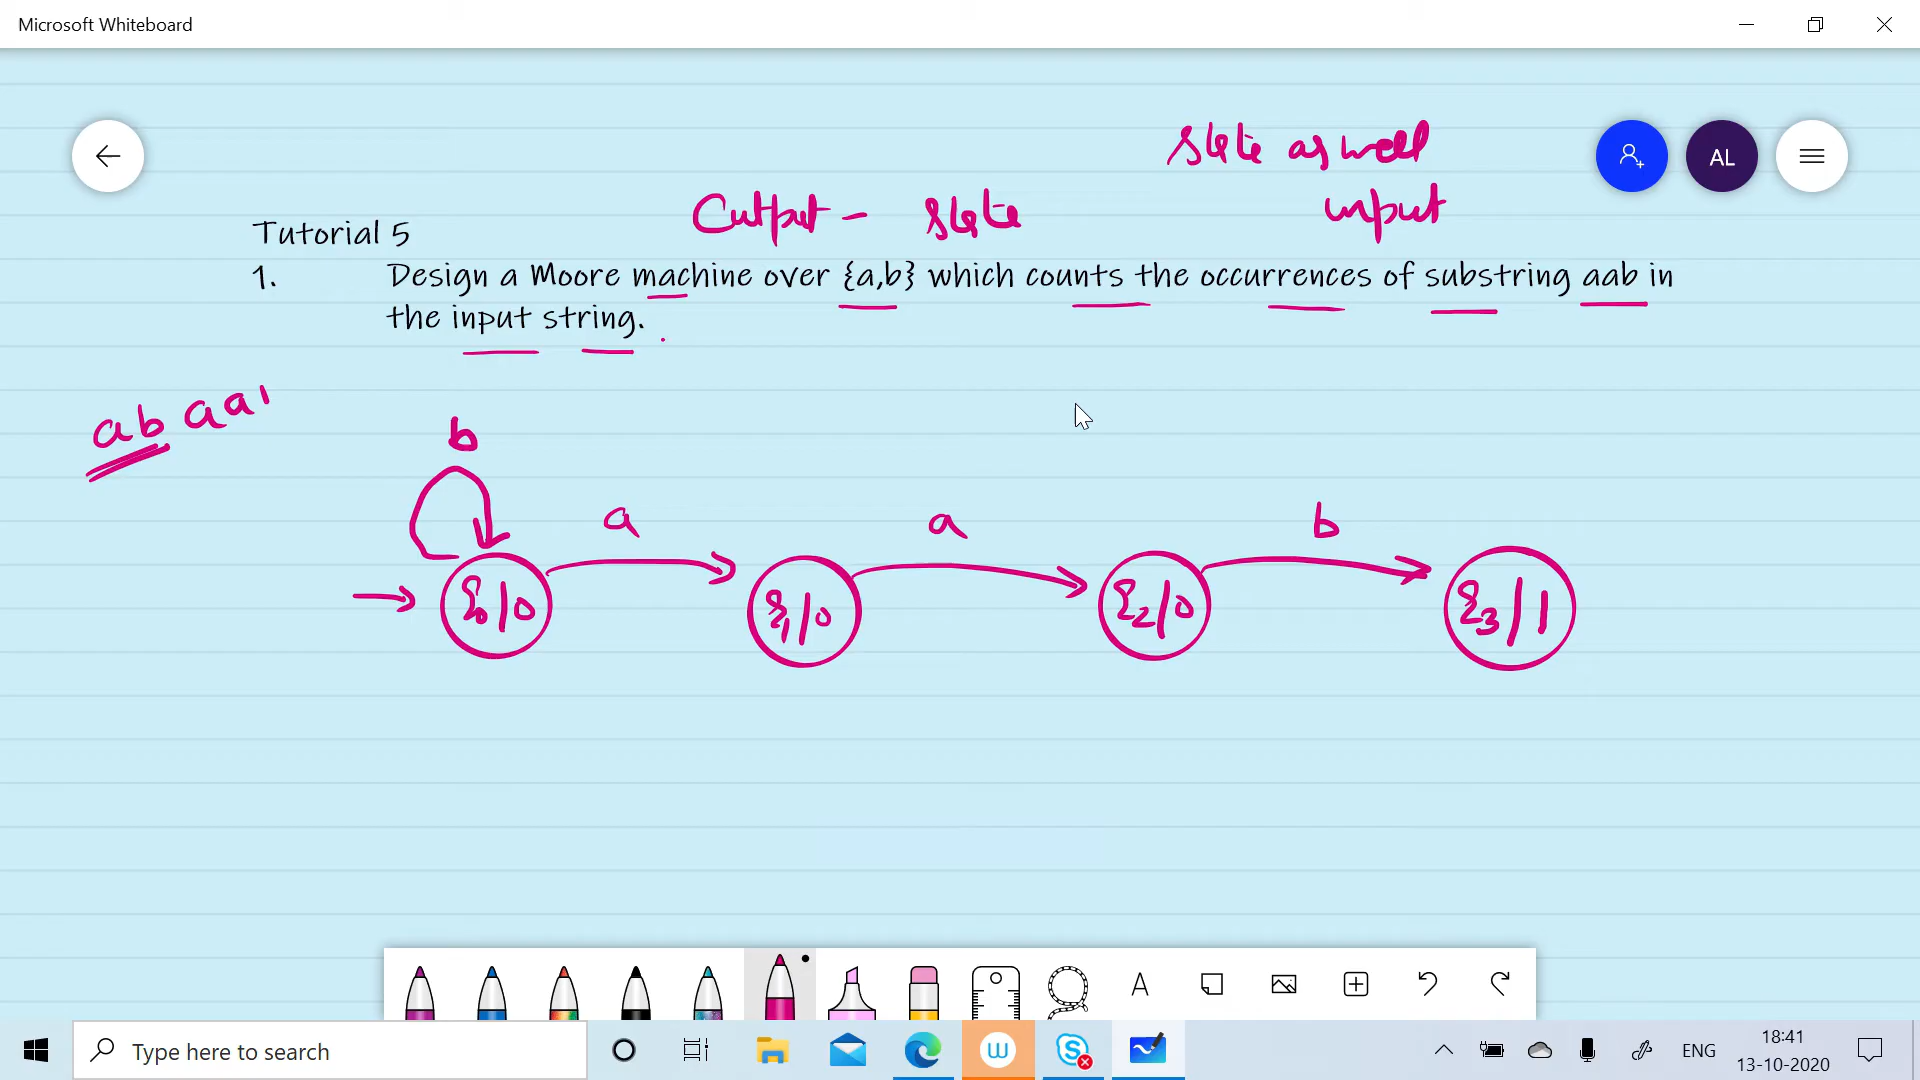 Microsoft Whiteboard
AL
state as well
input
Output - state
Tutorial 5
1. Design a Moore machine over {a,b} which counts the occurrences of substring aab in
the input string.
ab aa
b
a
a
b
q0/0
q1/0
q2/0
q3/1
A
Type here to search
W
S
ENG
18:41
13-10-2020